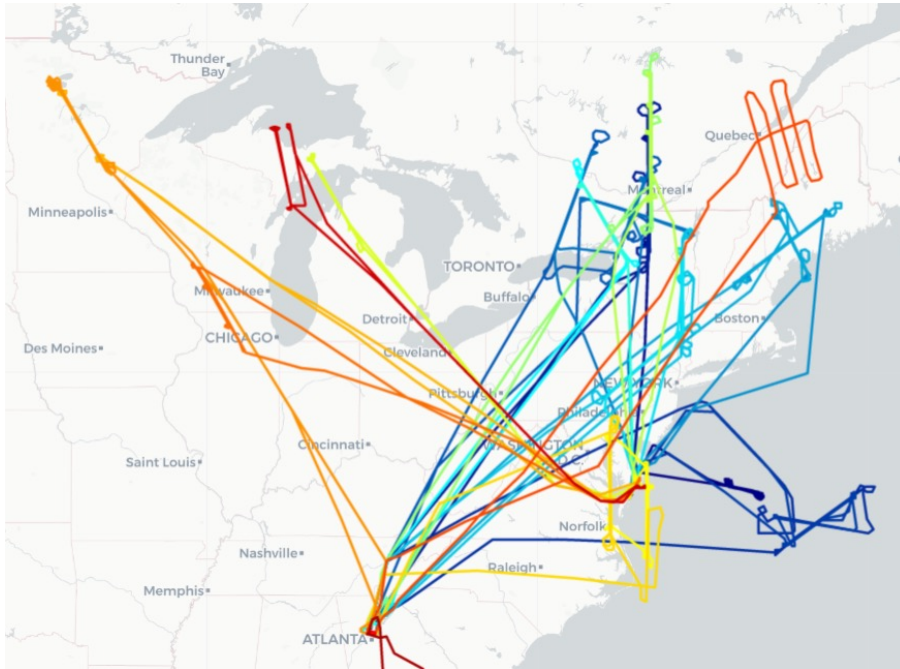 Thunder
Bay
Quebec
Montreal
Minneapolis
TORONTO
Milwaukee
Buffalo
Detroit
Boston
CHICAGO
Des Moines
Cleveland
NEW YORK
Pittsburgh
Philadelphia
Cincinnati
WASHINGTON
D.C.
Saint Louis
Norfolk
Nashville
Raleigh
Memphis
ATLANTA